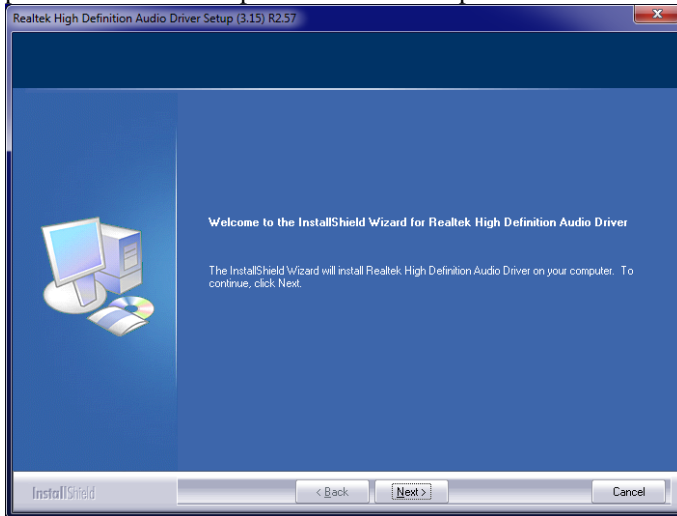 Realtek High Definition Audio Driver Setup (3.15) R2.57
Welcome to the InstallShield Wizard for Realtek High Definition Audio Driver
The InstallShield Wizard will install Realtek High Definition Audio Driver on your computer. To
continue, click Next.
InstallShield
< Back
Next >
Cancel